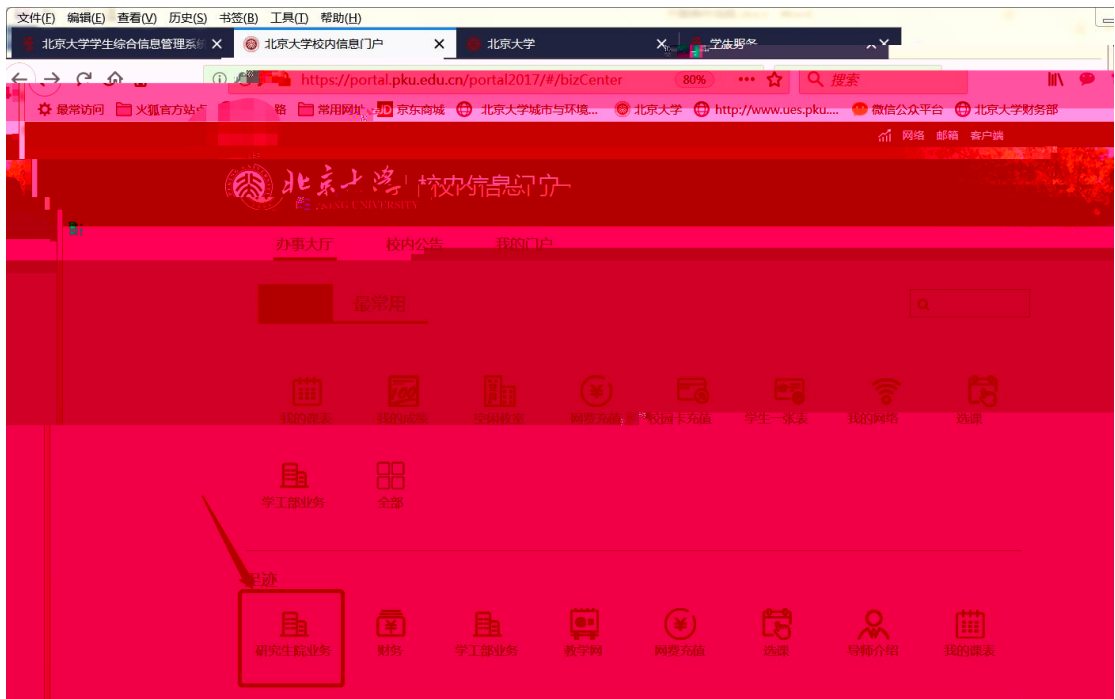 文件(F) 编辑(E) 查看(V) 历史(S) 书签(B) 工具(T) 帮助(H)
北京大学学生综合信息管理系统 北京大学校内信息门户 北京大学
https://portal.pku.edu.cn/portal2017/#/bizCenter 80% 搜索
最常访问 火狐官方站点 常用网址 JD 京东商城 北京大学城市与环境... 北京大学 http://www.ues.pku.... 微信公众平台 北京大学财务部
网络 邮箱 客户端
北京大学 校内信息门户
PEKING UNIVERSITY
办事大厅 校内公告 我的门户
最常用
我的课表 我的成绩 空闲教室 网费充值 校园卡充值 学生一张表 我的网络 选课
学工部业务 全部
足迹
研究生院业务 财务 学工部业务 教学网 网费充值 选课 导师介绍 我的课表